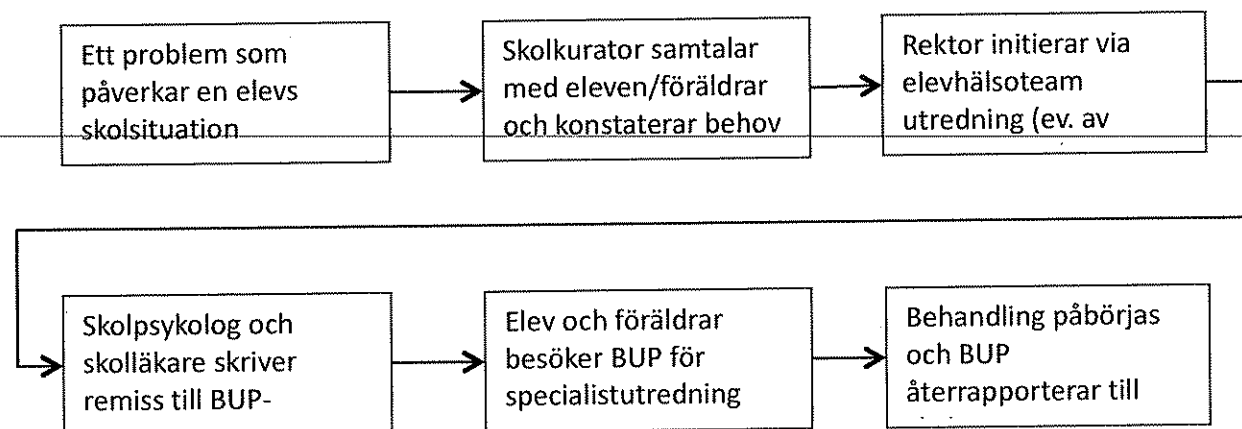 Ett problem som
påverkar en elevs
skolsituation
Skolkurator samtalar
med eleven/föräldrar
och konstaterar behov
Rektor initierar via
elevhälsoteam
utredning (ev. av
Skolpsykolog och
skolläkare skriver
remiss till BUP-
Elev och föräldrar
besöker BUP för
specialistutredning
Behandling påbörjas
och BUP
återrapporterar till